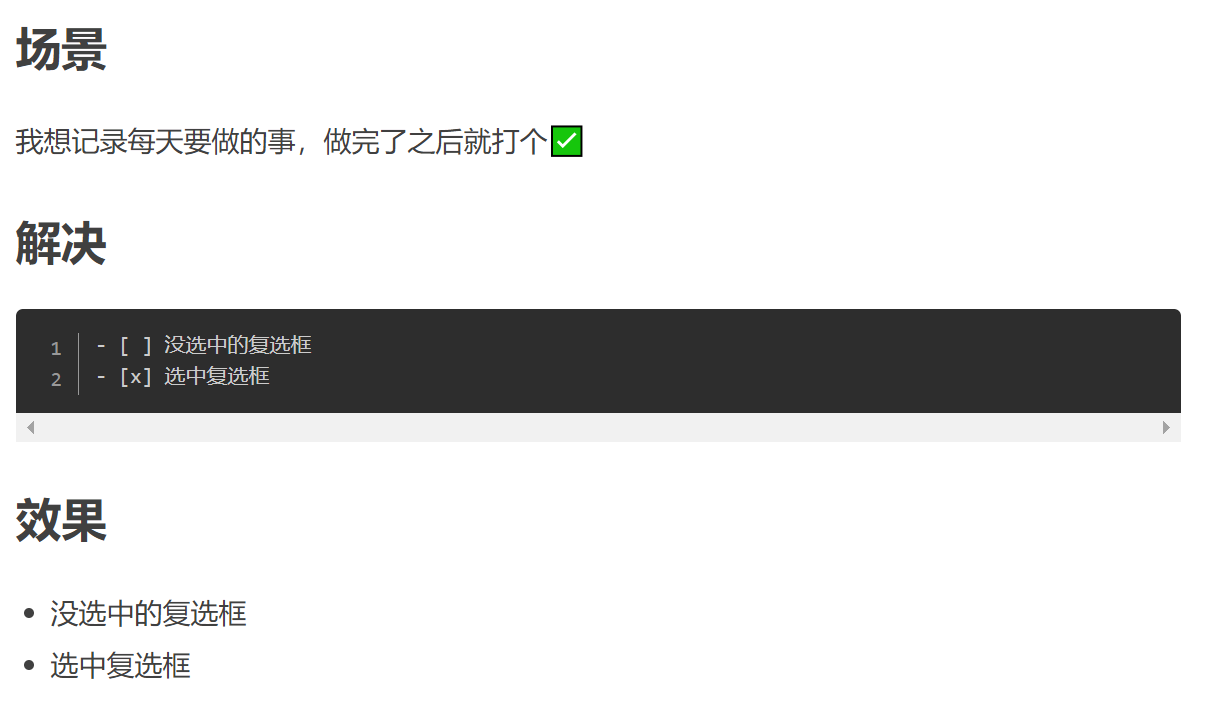 场景
我想记录每天要做的事，做完了之后就打个✅
解决
1 - [ ] 没选中的复选框
2 - [x] 选中复选框
效果
• 没选中的复选框
• 选中复选框